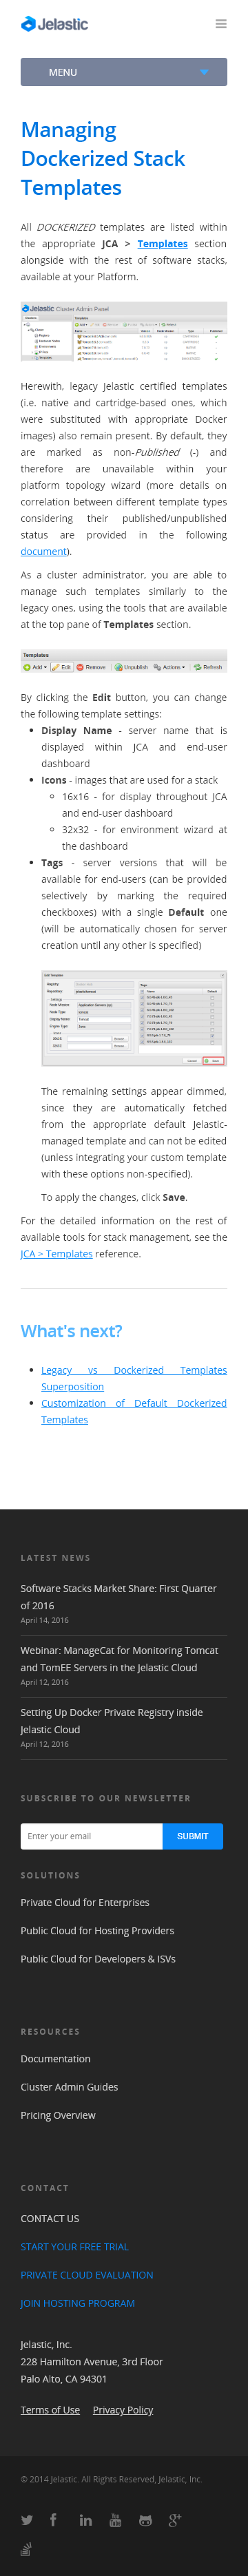 Jelastic
MENU
Managing
Dockerized Stack
Templates
All DOCKERIZED templates are listed within
the appropriate JCA > Templates section
alongside with the rest of software stacks,
available at your Platform.
Jelastic Cluster Admin Panel
Herewith, legacy Jelastic certified templates
(i.e. native and cartridge-based ones, which
were substituted with appropriate Docker
images) also remain present. By default, they
are marked as non-Published (-) and
therefore are unavailable within your
platform topology wizard (more details on
correlation between different template types
considering their published/unpublished
status are provided in the following
document).
As a cluster administrator, you are able to
manage such templates similarly to the
legacy ones, using the tools that are available
at the top pane of Templates section.
Templates
Add Edit Remove Unpublish Actions Refresh
By clicking the Edit button, you can change
the following template settings:
• Display Name - server name that is
displayed within JCA and end-user
dashboard
• Icons - images that are used for a stack
16x16 - for display throughout JCA
and end-user dashboard
32x32 - for environment wizard at
the dashboard
• Tags - server versions that will be
available for end-users (can be provided
selectively by marking the required
checkboxes) with a single Default one
(will be automatically chosen for server
creation until any other is specified)
Edit Template
The remaining settings appear dimmed,
since they are automatically fetched
from the appropriate default Jelastic-
managed template and can not be edited
(unless integrating your custom template
with these options non-specified).
To apply the changes, click Save.
For the detailed information on the rest of
available tools for stack management, see the
JCA > Templates reference.
What's next?
• Legacy vs Dockerized Templates
Superposition
• Customization of Default Dockerized
Templates
LATEST NEWS
Software Stacks Market Share: First Quarter
of 2016
April 14, 2016
Webinar: ManageCat for Monitoring Tomcat
and TomEE Servers in the Jelastic Cloud
April 12, 2016
Setting Up Docker Private Registry inside
Jelastic Cloud
April 12, 2016
SUBSCRIBE TO OUR NEWSLETTER
Enter your email SUBMIT
SOLUTIONS
Private Cloud for Enterprises
Public Cloud for Hosting Providers
Public Cloud for Developers & ISVs
RESOURCES
Documentation
Cluster Admin Guides
Pricing Overview
CONTACT
CONTACT US
START YOUR FREE TRIAL
PRIVATE CLOUD EVALUATION
JOIN HOSTING PROGRAM
Jelastic, Inc.
228 Hamilton Avenue, 3rd Floor
Palo Alto, CA 94301
Terms of Use Privacy Policy
© 2014 Jelastic. All Rights Reserved, Jelastic, Inc.